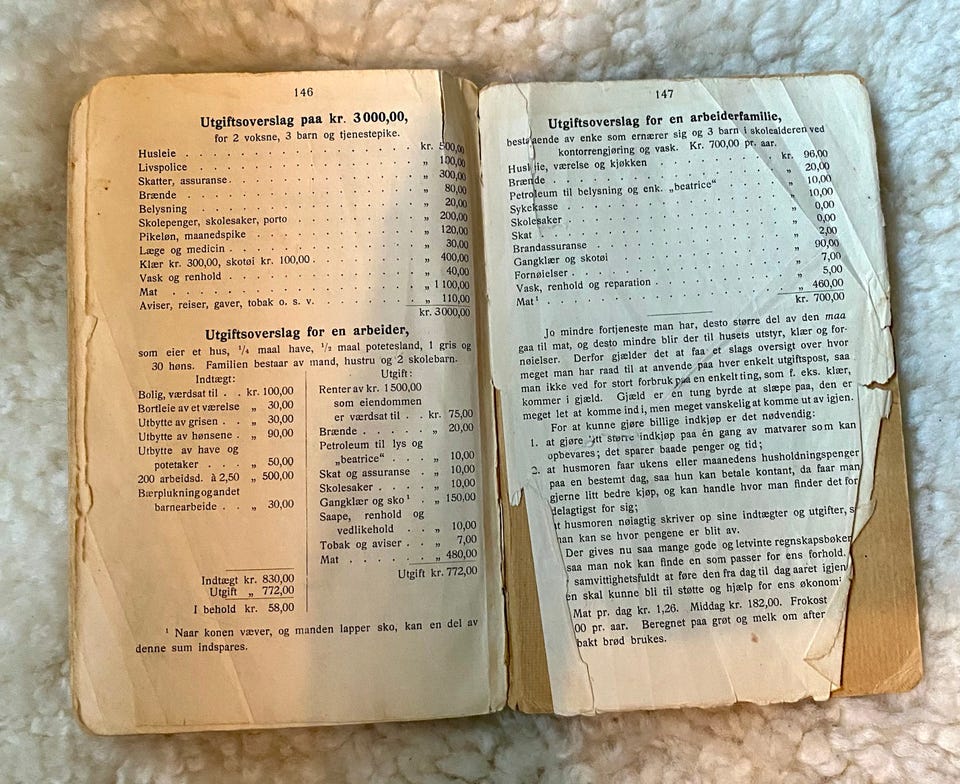 146
Utgiftsoverslag paa kr. 3000,00,
for 2 voksne, 3 barn og tjenestepike.
Husleie . . . . . . . . . . . . . . . . . . . . kr. 500,00
Livspolice . . . . . . . . . . . . . . . . . . . „ 100,00
Skatter, assuranse . . . . . . . . . . . . . . . . „ 300,00
Brænde . . . . . . . . . . . . . . . . . . . . „ 80,00
Belysning . . . . . . . . . . . . . . . . . . . „ 20,00
Skolepenger, skolesaker, porto . . . . . . . . . . . „ 200,00
Pikeløn, maanedspike . . . . . . . . . . . . . . . „ 120,00
Læge og medicin . . . . . . . . . . . . . . . . . „ 30,00
Klær kr. 300,00, skotøi kr. 100,00 . . . . . . . . . . „ 400,00
Vask og renhold . . . . . . . . . . . . . . . . . „ 40,00
Mat . . . . . . . . . . . . . . . . . . . . . . „ 1 100,00
Aviser, reiser, gaver, tobak o. s. v. . . . . . . . . . „ 110,00
kr. 3000,00
Utgiftsoverslag for en arbeider,
som eier et hus, ¼ maal have, ½ maal potetesland, 1 gris og
30 høns. Familien bestaar av mand, hustru og 2 skolebarn.
Indtægt:
Bolig, værdsat til . . kr. 100,00
Bortleie av et værelse „ 30,00
Utbytte av grisen . . „ 30,00
Utbytte av hønsene . „ 90,00
Utbytte av have og
potetaker . . . . „ 50,00
200 arbeidsd. à 2,50 „ 500,00
Bærplukning og andet
barnearbeide . . „ 30,00
Indtægt kr. 830,00
Utgift „ 772,00
I behold kr. 58,00
Utgift:
Renter av kr. 1 500,00
som eiendommen
er værdsat til . . kr. 75,00
Brænde . . . . . „ 20,00
Petroleum til lys og
„beatrice“ . . . „ 10,00
Skat og assuranse . „ 10,00
Skolesaker . . . . „ 10,00
Gangklær og sko¹ . „ 150,00
Saape, renhold og
vedlikehold . . „ 10,00
Tobak og aviser . . „ 7,00
Mat . . . . . . „ 480,00
Utgift kr. 772,00
¹ Naar konen væver, og manden lapper sko, kan en del av
denne sum indspares.
147
Utgiftsoverslag for en arbeiderfamilie,
bestaaende av enke som ernærer sig og 3 barn i skolealderen ved
kontorrengjøring og vask. Kr. 700,00 pr. aar.
Husleie, værelse og kjøkken . . . . . . . . . kr. 96,00
Brænde . . . . . . . . . . . . . . . . „ 20,00
Petroleum til belysning og enk. „beatrice“ . . . . „ 10,00
Sykekasse . . . . . . . . . . . . . . . „ 10,00
Skolesaker . . . . . . . . . . . . . . . „ 0,00
Skat . . . . . . . . . . . . . . . . . „ 0,00
Brandassuranse . . . . . . . . . . . . . „ 2,00
Gangklær og skotøi . . . . . . . . . . . . „ 90,00
Fornøielser . . . . . . . . . . . . . . . „ 7,00
Vask, renhold og reparation . . . . . . . . . „ 5,00
Mat¹ . . . . . . . . . . . . . . . . . „ 460,00
kr. 700,00
Jo mindre fortjeneste man har, desto større del av den maa
gaa til mat, og desto mindre blir der til husets utstyr, klær og for-
nøielser. Derfor gjælder det at faa et slags oversigt over hvor
meget man har raad til at anvende paa hver enkelt utgiftspost, saa
man ikke ved for stort forbruk paa en enkelt ting, som f. eks. klær,
kommer i gjæld. Gjæld er en tung byrde at slæpe paa, den er
meget let at komme ind i, men meget vanskelig at komme ut av igjen.
For at kunne gjøre billige indkjøp er det nødvendig:
1. at gjøre litt større indkjøp paa én gang av matvarer som kan
opbevares; det sparer baade penger og tid;
2. at husmoren faar ukens eller maanedens husholdningspenger
paa en bestemt dag, saa hun kan betale kontant, da faar man
gjerne litt bedre kjøp, og kan handle hvor man finder det for
delagtigst for sig;
t husmoren nøiagtig skriver op sine indtægter og utgifter, s
nan kan se hvor pengene er blit av.
Der gives nu saa mange gode og letvinte regnskapsbøker
saa man nok kan finde en som passer for ens forhold.
samvittighetsfuldt at føre den fra dag til dag aaret igjen
en skal kunne bli til støtte og hjælp for ens økonomi
Mat pr. dag kr. 1,26. Middag kr. 182,00. Frokost
00 pr. aar. Beregnet paa grøt og melk om after
bakt brød brukes.